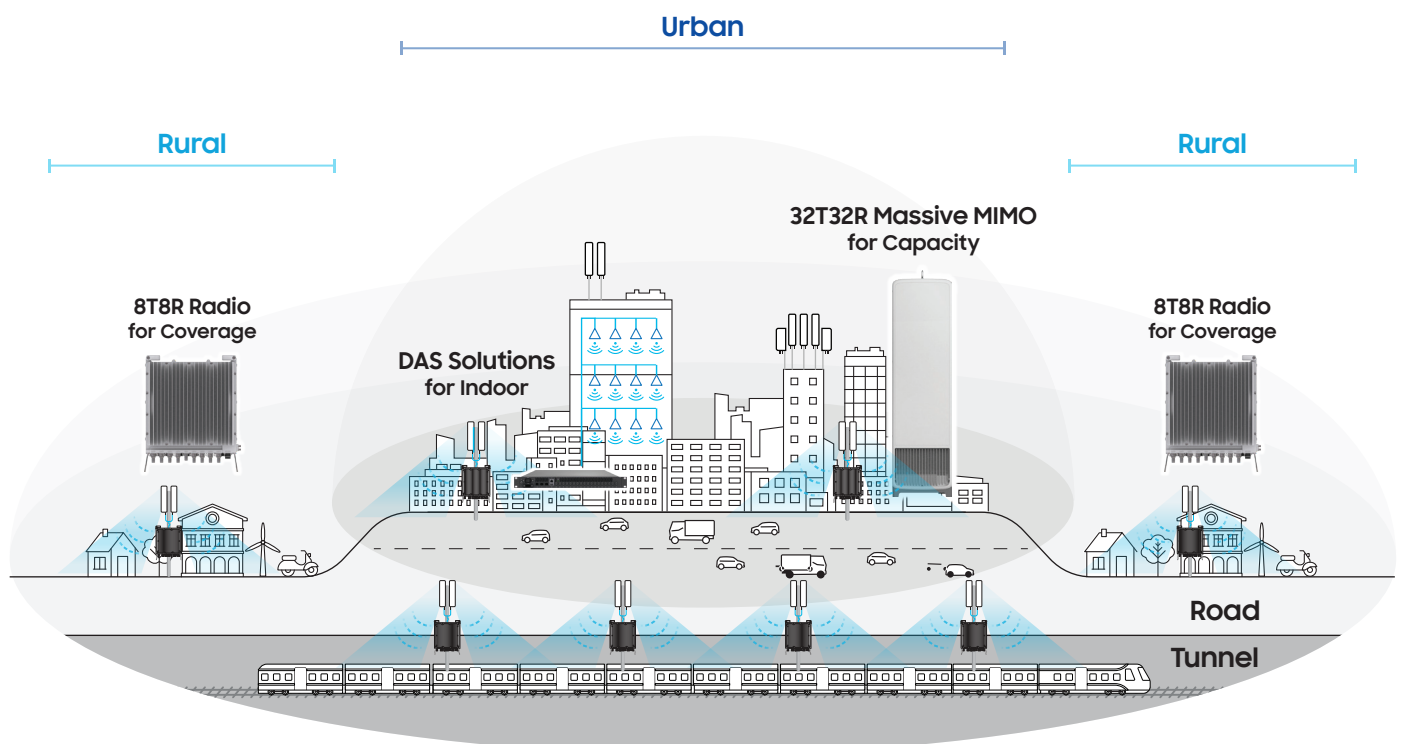 Urban
Rural
Rural
32T32R Massive MIMO
for Capacity
8T8R Radio
for Coverage
8T8R Radio
for Coverage
DAS Solutions
for Indoor
Road
Tunnel